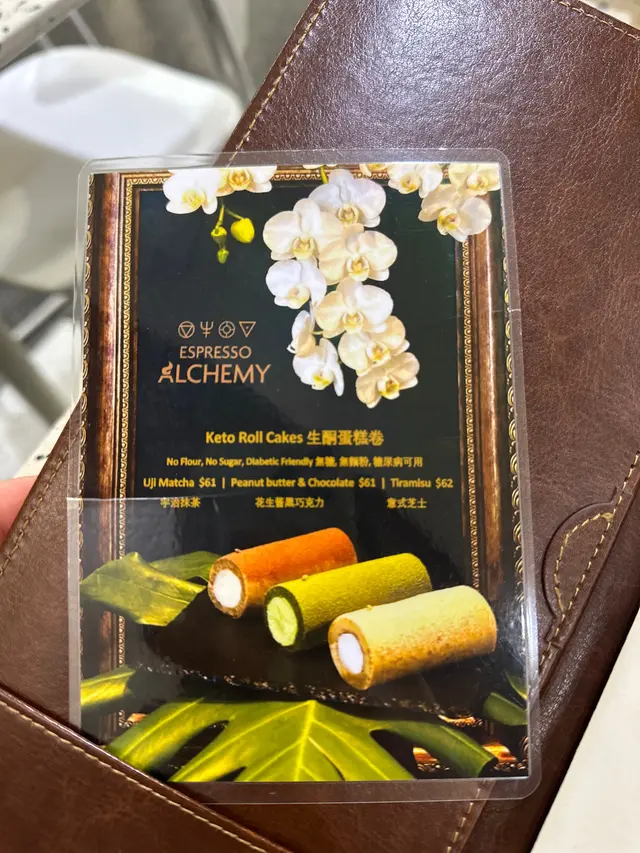 ESPRESSO
ALCHEMY
Keto Roll Cakes 生酮蛋糕卷
No Flour, No Sugar, Diabetic Friendly 無糖, 無麵粉, 糖尿病可用
Uji Matcha $61 | Peanut butter & Chocolate $61 | Tiramisu $62
宇治抹茶 花生醬黑巧克力 意式芝士